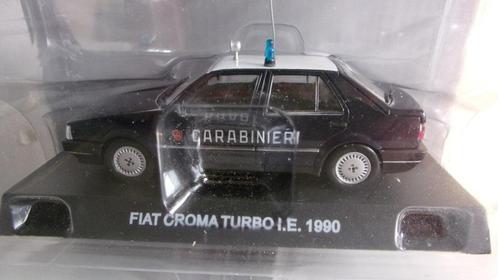 CARABINIERI
FIAT CROMA TURBO I.E. 1990